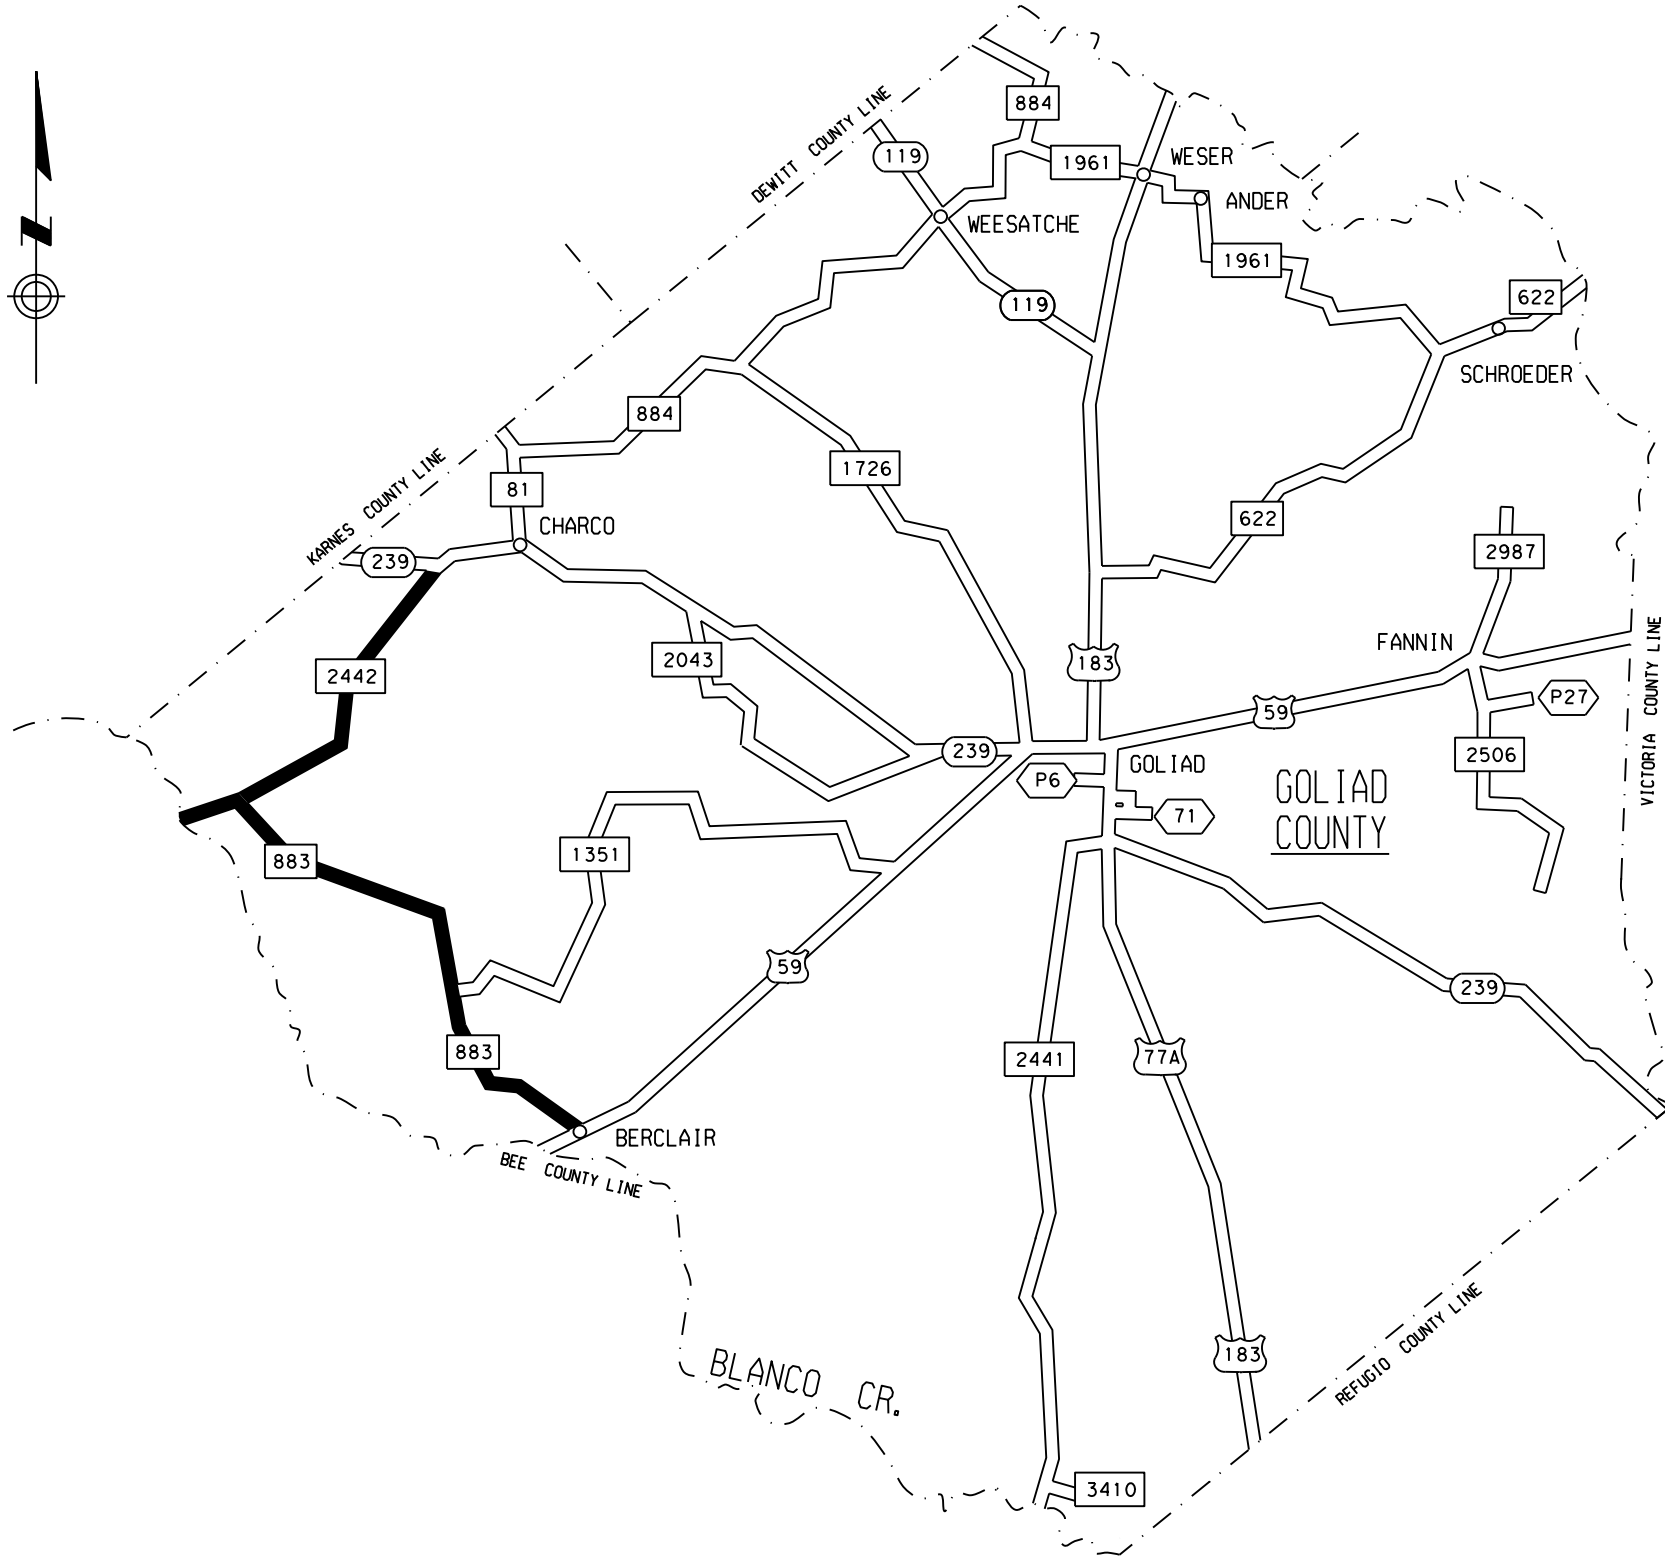 884
DEWITT COUNTY LINE
119
1961
WESER
ANDER
WEESATCHE
1961
622
119
SCHROEDER
884
1726
KARNES COUNTY LINE
81
CHARCO
622
239
2987
FANNIN
VICTORIA COUNTY LINE
2043
183
2442
P27
59
239
GOLIAD
2506
P6
GOLIAD
COUNTY
71
883
1351
59
239
883
2441
77A
BERCLAIR
BEE COUNTY LINE
183
REFUGIO COUNTY LINE
BLANCO CR.
3410
N